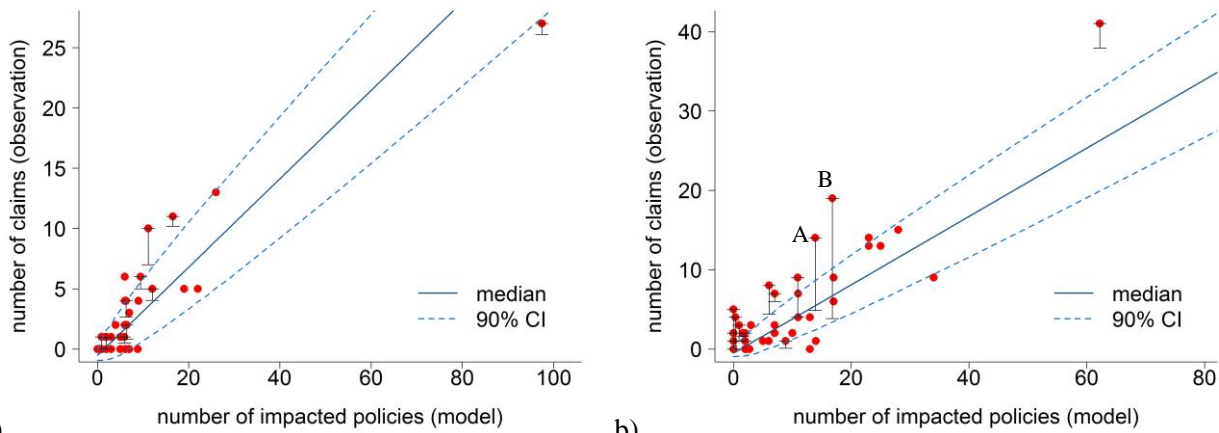 number of claims (observation)
25
20
15
10
5
0
0
20
40
60
80
100
number of impacted policies (model)
median
90% CI
)
number of claims (observation)
40
30
20
10
0
0
20
40
60
80
number of impacted policies (model)
A
B
median
90% CI
b)